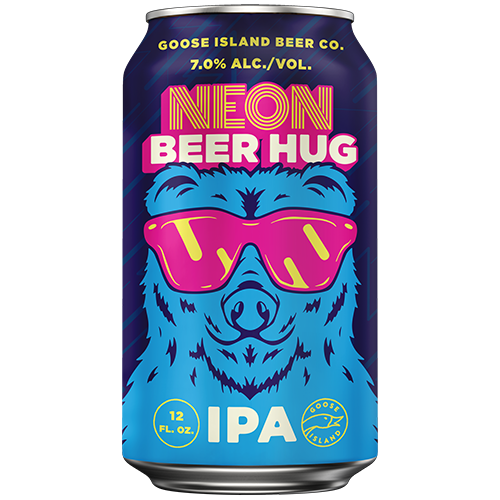 GOOSE ISLAND BEER CO.
7.0% ALC./VOL.
NEON
BEER HUG
12
FL. OZ.
IPA
GOOSE
ISLAND